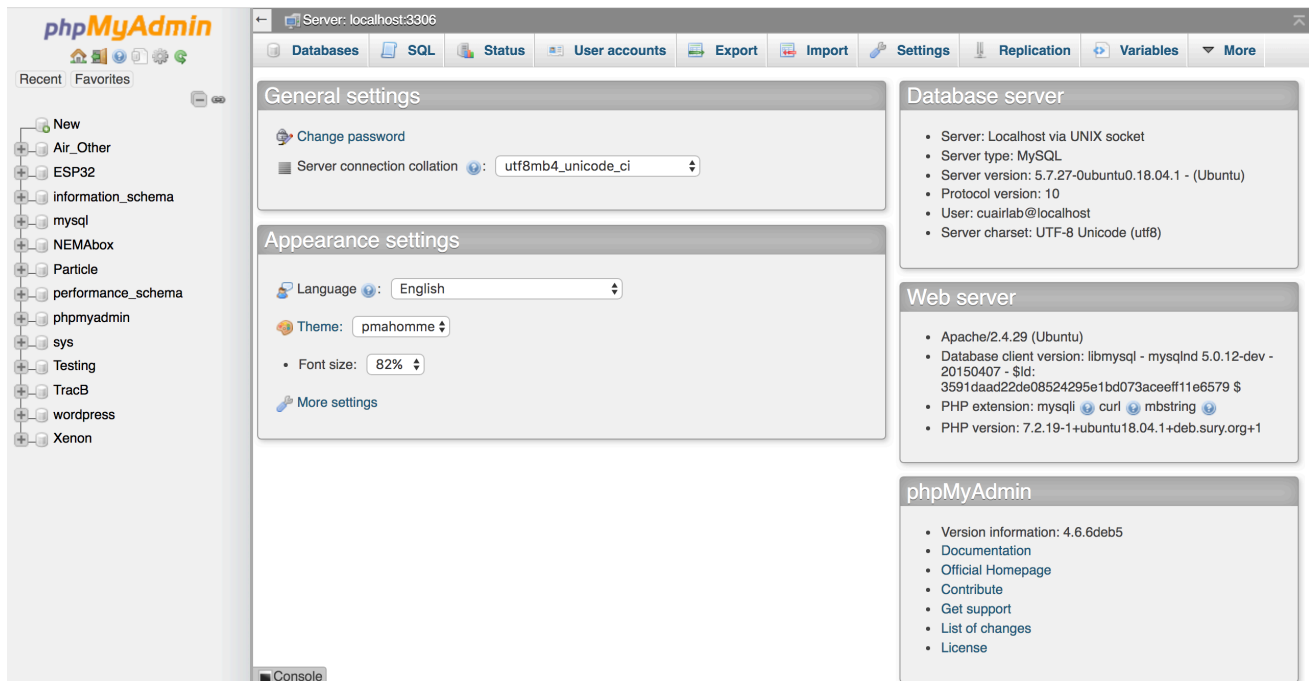 phpMyAdmin
Recent Favorites
New
Air_Other
ESP32
information_schema
mysql
NEMAbox
Particle
performance_schema
phpmyadmin
sys
Testing
TracB
wordpress
Xenon
Server: localhost:3306
Databases SQL Status User accounts Export Import Settings Replication Variables More
General settings
Change password
Server connection collation : utf8mb4_unicode_ci
Appearance settings
Language : English
Theme: pmahomme
• Font size: 82%
More settings
Database server
• Server: Localhost via UNIX socket
• Server type: MySQL
• Server version: 5.7.27-0ubuntu0.18.04.1 - (Ubuntu)
• Protocol version: 10
• User: cuairlab@localhost
• Server charset: UTF-8 Unicode (utf8)
Web server
• Apache/2.4.29 (Ubuntu)
• Database client version: libmysql - mysqlnd 5.0.12-dev -
20150407 - $Id:
3591daad22de08524295e1bd073aceeff11e6579 $
• PHP extension: mysqli curl mbstring
• PHP version: 7.2.19-1+ubuntu18.04.1+deb.sury.org+1
phpMyAdmin
• Version information: 4.6.6deb5
• Documentation
• Official Homepage
• Contribute
• Get support
• List of changes
• License
Console